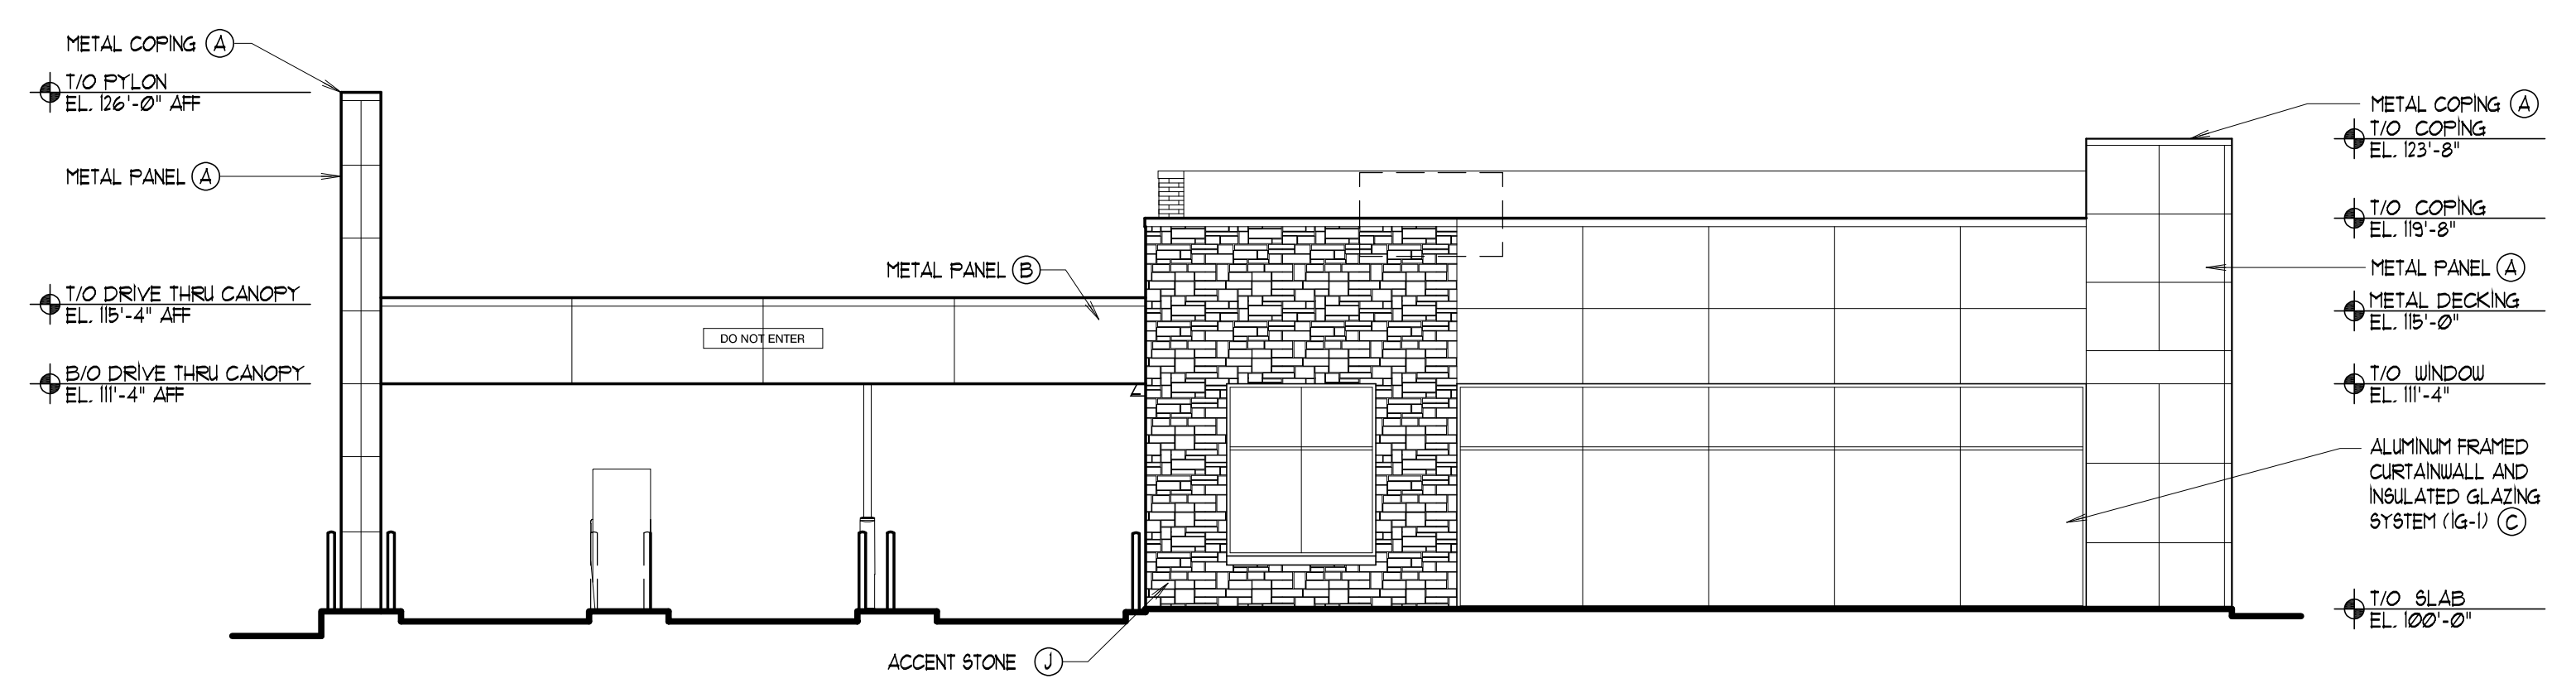 METAL COPING A
T/O PYLON
EL. 126'-0" AFF
METAL PANEL A
T/O DRIVE THRU CANOPY
EL. 115'-4" AFF
B/O DRIVE THRU CANOPY
EL. 111'-4" AFF
METAL PANEL B
DO NOT ENTER
ACCENT STONE J
METAL COPING A
T/O COPING
EL. 123'-8"
T/O COPING
EL. 119'-8"
METAL PANEL A
METAL DECKING
EL. 115'-0"
T/O WINDOW
EL. 111'-4"
ALUMINUM FRAMED
CURTAINWALL AND
INSULATED GLAZING
SYSTEM (IG-1) C
T/O SLAB
EL. 100'-0"